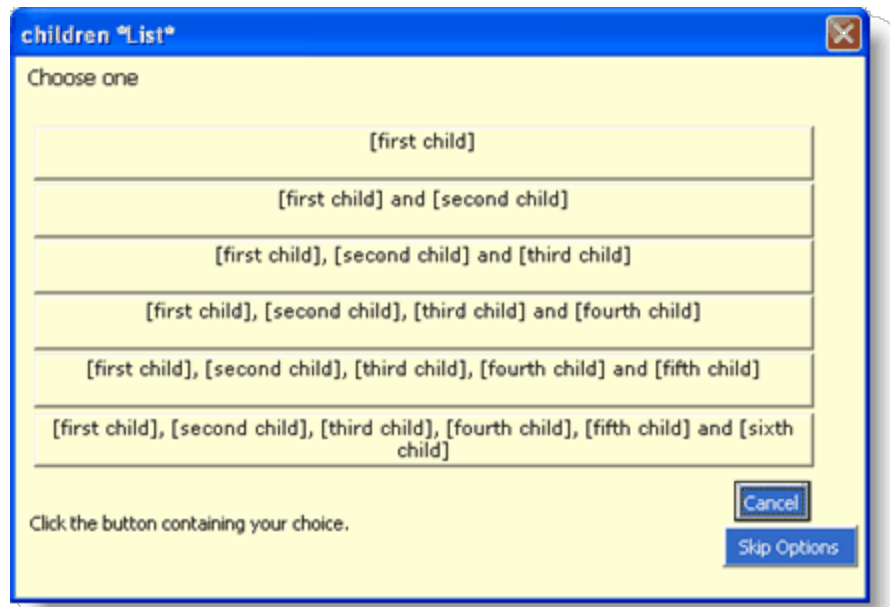 children *List*
Choose one
[first child]
[first child] and [second child]
[first child], [second child] and [third child]
[first child], [second child], [third child] and [fourth child]
[first child], [second child], [third child], [fourth child] and [fifth child]
[first child], [second child], [third child], [fourth child], [fifth child] and [sixth
child]
Cancel
Click the button containing your choice.
Skip Options